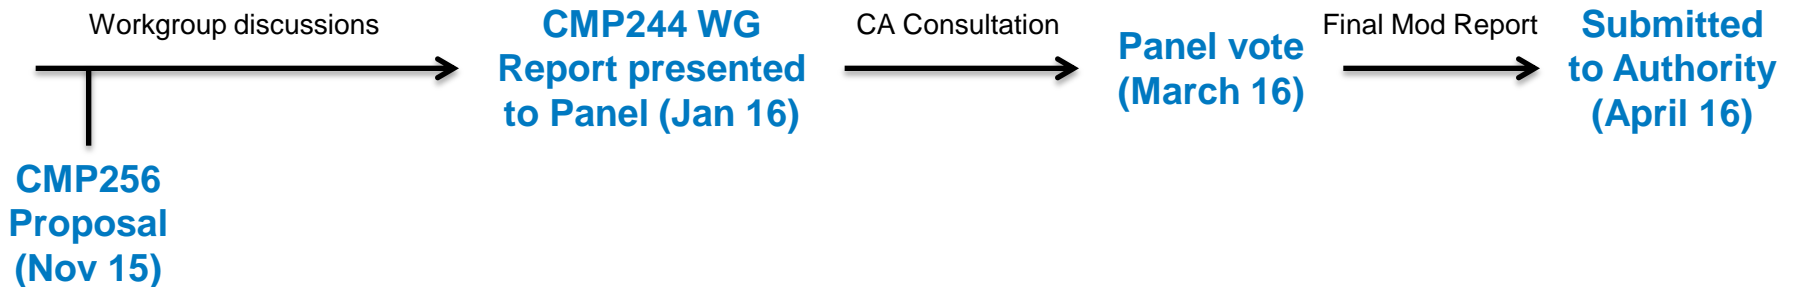 Workgroup discussions
CMP256
Proposal
(Nov 15)
CMP244 WG
Report presented
to Panel (Jan 16)
CA Consultation
Panel vote
(March 16)
Final Mod Report
Submitted
to Authority
(April 16)